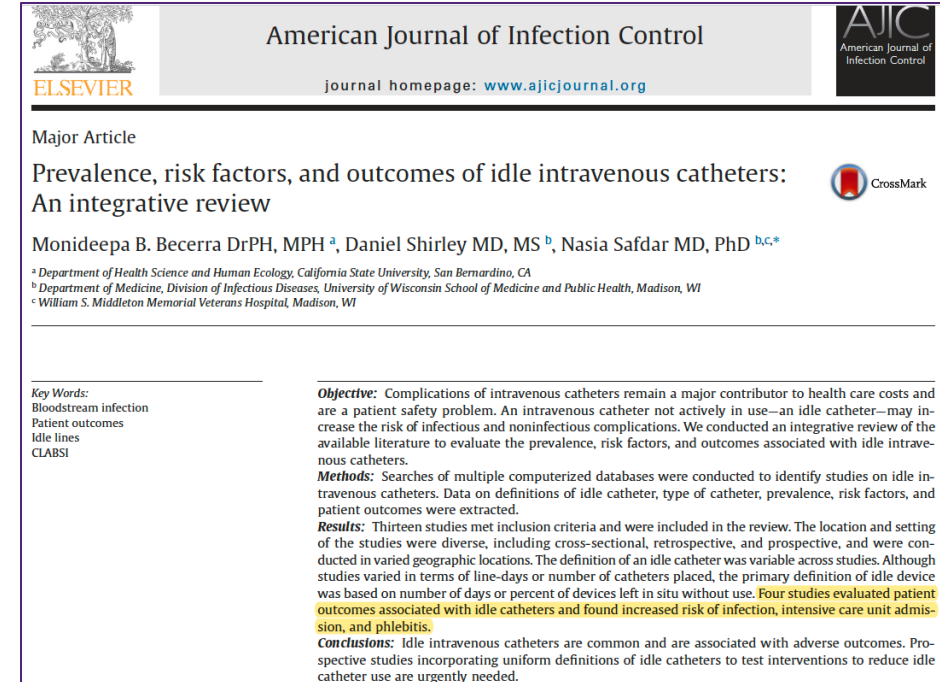 ELSEVIER
American Journal of Infection Control
journal homepage: www.ajicjournal.org
AJIC
American Journal of
Infection Control
Major Article
Prevalence, risk factors, and outcomes of idle intravenous catheters:
An integrative review
CrossMark
Monideepa B. Becerra DrPH, MPH a, Daniel Shirley MD, MS b, Nasia Safdar MD, PhD b,c,*
a Department of Health Science and Human Ecology, California State University, San Bernardino, CA
b Department of Medicine, Division of Infectious Diseases, University of Wisconsin School of Medicine and Public Health, Madison, WI
c William S. Middleton Memorial Veterans Hospital, Madison, WI
Key Words:
Bloodstream infection
Patient outcomes
Idle lines
CLABSI
Objective: Complications of intravenous catheters remain a major contributor to health care costs and
are a patient safety problem. An intravenous catheter not actively in use—an idle catheter—may in-
crease the risk of infectious and noninfectious complications. We conducted an integrative review of the
available literature to evaluate the prevalence, risk factors, and outcomes associated with idle intrave-
nous catheters.
Methods: Searches of multiple computerized databases were conducted to identify studies on idle in-
travenous catheters. Data on definitions of idle catheter, type of catheter, prevalence, risk factors, and
patient outcomes were extracted.
Results: Thirteen studies met inclusion criteria and were included in the review. The location and setting
of the studies were diverse, including cross-sectional, retrospective, and prospective, and were con-
ducted in varied geographic locations. The definition of an idle catheter was variable across studies. Although
studies varied in terms of line-days or number of catheters placed, the primary definition of idle device
was based on number of days or percent of devices left in situ without use. Four studies evaluated patient
outcomes associated with idle catheters and found increased risk of infection, intensive care unit admis-
sion, and phlebitis.
Conclusions: Idle intravenous catheters are common and are associated with adverse outcomes. Pro-
spective studies incorporating uniform definitions of idle catheters to test interventions to reduce idle
catheter use are urgently needed.